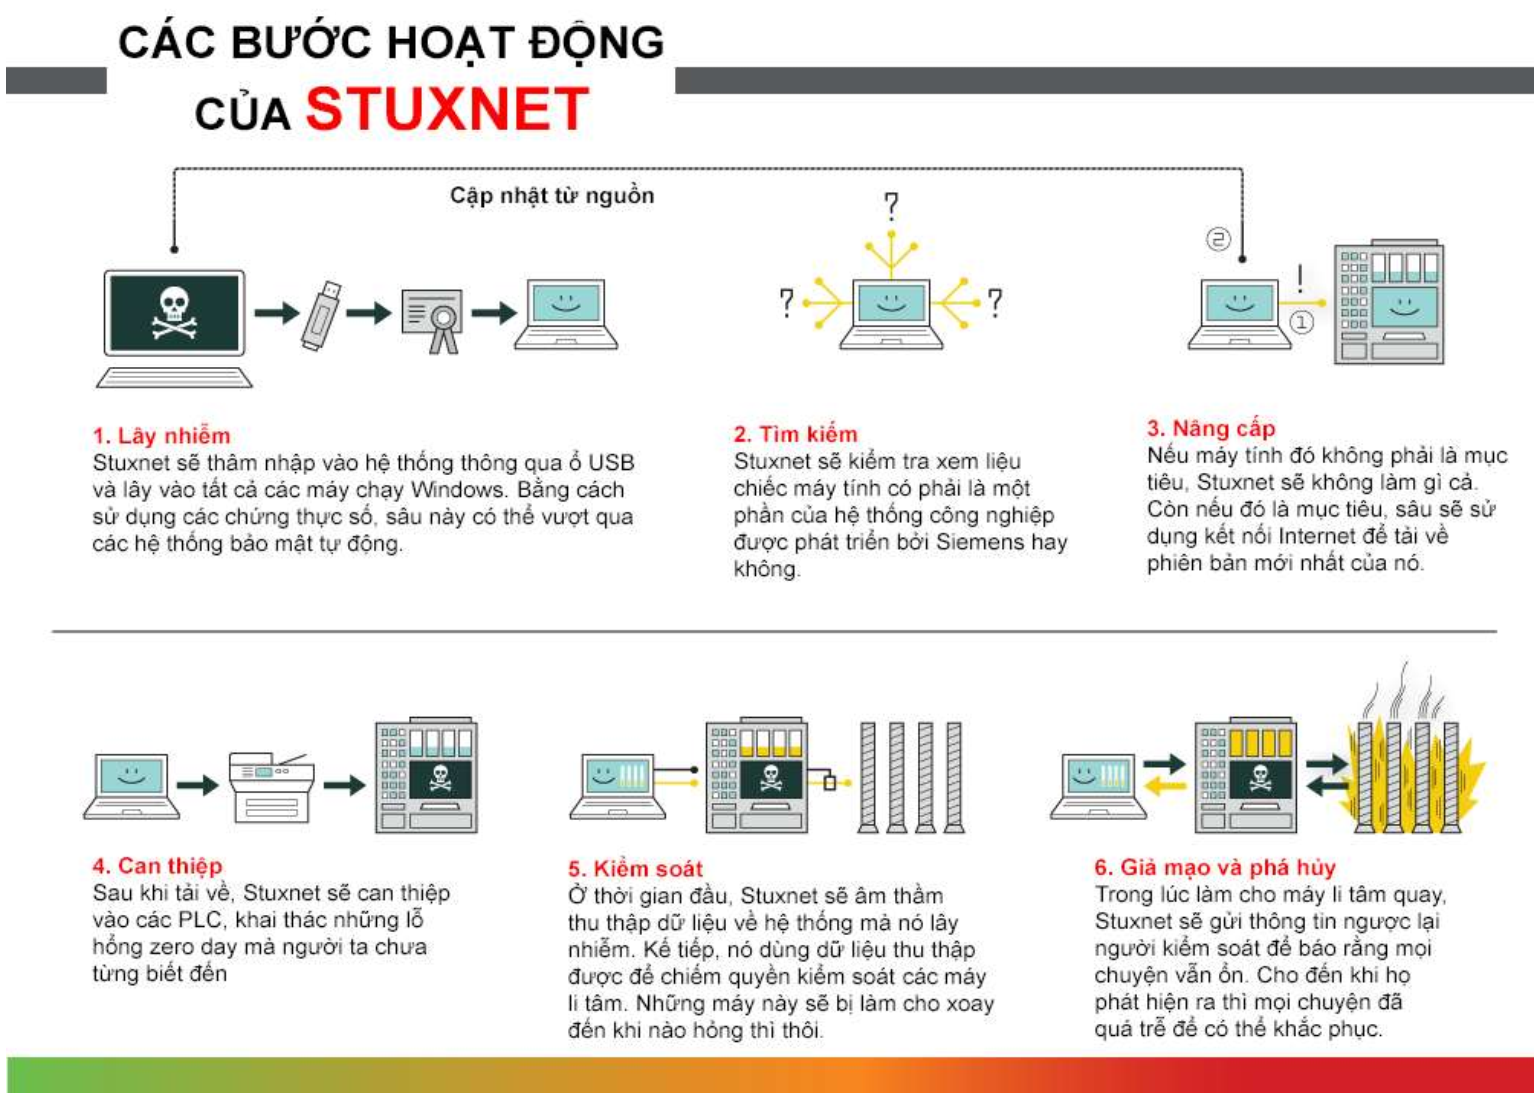 CÁC BƯỚC HOẠT ĐỘNG
CỦA STUXNET
Cập nhật từ nguồn
?
?
?
②
!
①
1. Lây nhiễm
Stuxnet sẽ thâm nhập vào hệ thống thông qua ổ USB
và lây vào tất cả các máy chạy Windows. Bằng cách
sử dụng các chứng thực số, sâu này có thể vượt qua
các hệ thống bảo mật tự động.
2. Tìm kiếm
Stuxnet sẽ kiểm tra xem liệu
chiếc máy tính có phải là một
phần của hệ thống công nghiệp
được phát triển bởi Siemens hay
không.
3. Nâng cấp
Nếu máy tính đó không phải là mục
tiêu, Stuxnet sẽ không làm gì cả.
Còn nếu đó là mục tiêu, sâu sẽ sử
dụng kết nối Internet để tải về
phiên bản mới nhất của nó.
4. Can thiệp
Sau khi tải về, Stuxnet sẽ can thiệp
vào các PLC, khai thác những lỗ
hổng zero day mà người ta chưa
từng biết đến
5. Kiểm soát
Ở thời gian đầu, Stuxnet sẽ âm thầm
thu thập dữ liệu về hệ thống mà nó lây
nhiễm. Kế tiếp, nó dùng dữ liệu thu thập
được để chiếm quyền kiểm soát các máy
li tâm. Những máy này sẽ bị làm cho xoay
đến khi nào hỏng thì thôi.
6. Giả mạo và phá hủy
Trong lúc làm cho máy li tâm quay,
Stuxnet sẽ gửi thông tin ngược lại
người kiểm soát để báo rằng mọi
chuyện vẫn ổn. Cho đến khi họ
phát hiện ra thì mọi chuyện đã
quá trễ để có thể khắc phục.